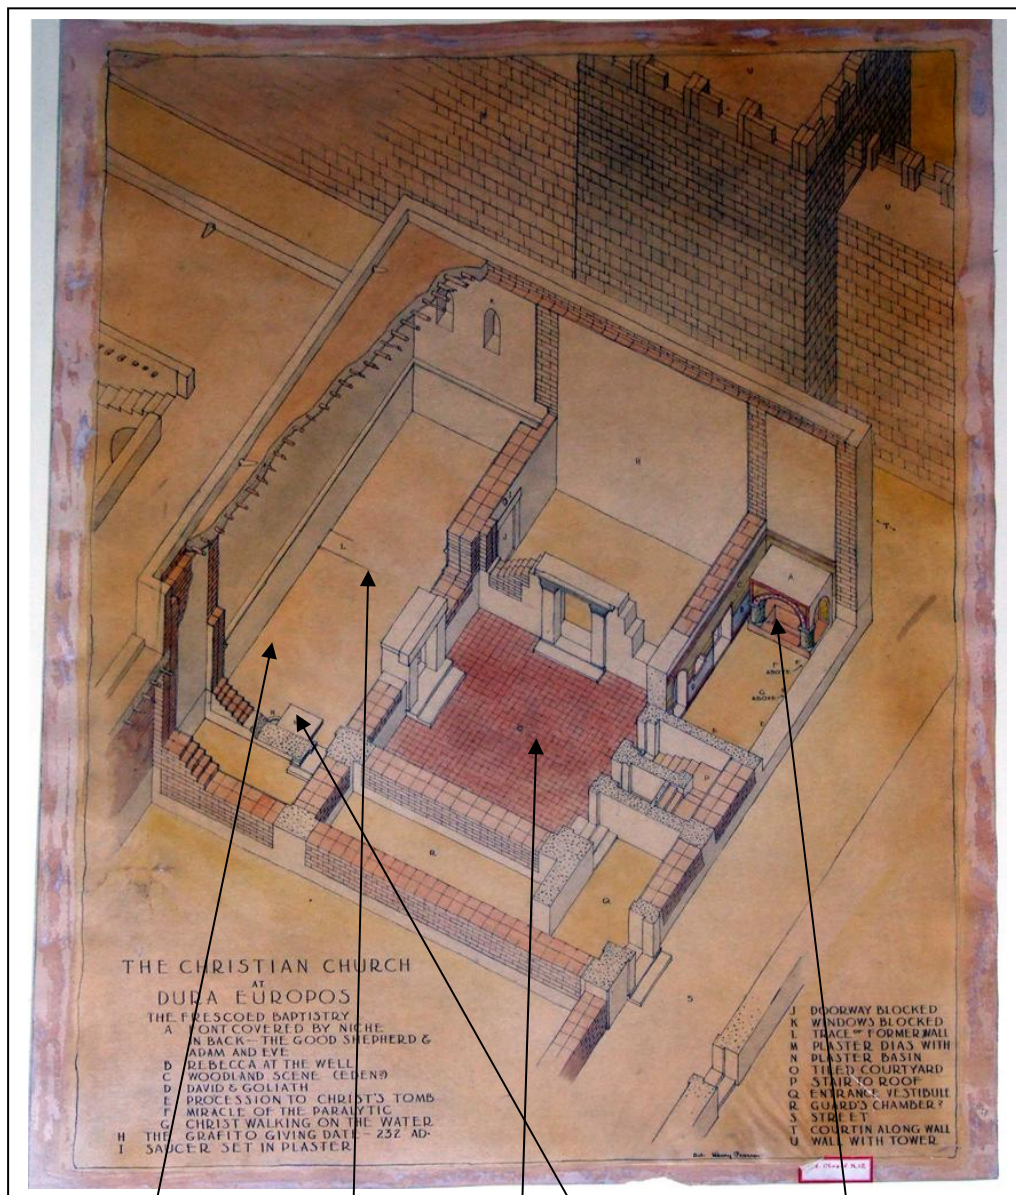 THE CHRISTIAN CHURCH
AT
DURA EUROPOS
THE FRESCOED BAPTISTRY
A FONT COVERED BY NICHE
IN BACK — THE GOOD SHEPHERD &
ADAM AND EVE
B REBECCA AT THE WELL
C WOODLAND SCENE (EDEN?)
D DAVID & GOLIATH
E PROCESSION TO CHRIST'S TOMB
F MIRACLE OF THE PARALYTIC
G CHRIST WALKING ON THE WATER
H THE GRAFITO GIVING DATE — 232 AD.
I SAUCER SET IN PLASTER
J DOORWAY BLOCKED
K WINDOWS BLOCKED
L TRACE OF FORMER WALL
M PLASTER DIAS WITH
N PLASTER BASIN
O TILED COURTYARD
P STAIR TO ROOF
Q ENTRANCE VESTIBULE
R GUARD'S CHAMBER?
S STREET
T COURTIN ALONG WALL
U WALL WITH TOWER
U
U
K
L
J
C
A
T
F
ABOVE
G
ABOVE
E
N
O
P
R
Q
S
Henry Pearson